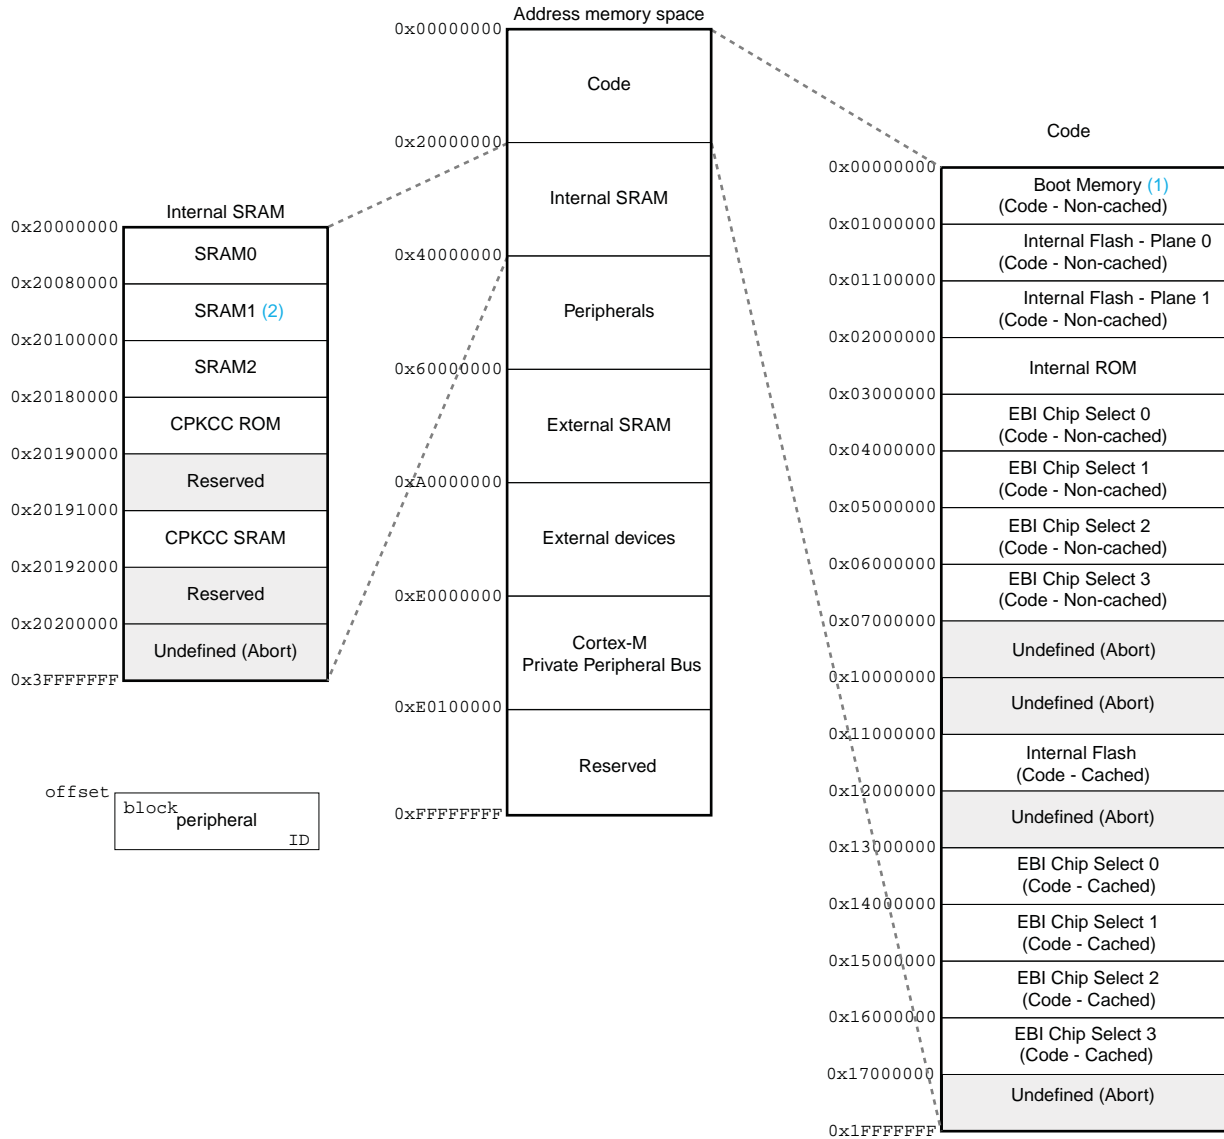 Address memory space
0x00000000
Code
0x20000000
Internal SRAM
0x40000000
Peripherals
0x60000000
External SRAM
0xA0000000
External devices
0xE0000000
Cortex-M
Private Peripheral Bus
0xE0100000
Reserved
0xFFFFFFFF
Internal SRAM
0x20000000
SRAM0
0x20080000
SRAM1 (2)
0x20100000
SRAM2
0x20180000
CPKCC ROM
0x20190000
Reserved
0x20191000
CPKCC SRAM
0x20192000
Reserved
0x20200000
Undefined (Abort)
0x3FFFFFFF
offset
block
peripheral
ID
Code
0x00000000
Boot Memory (1)
(Code - Non-cached)
0x01000000
Internal Flash - Plane 0
(Code - Non-cached)
0x01100000
Internal Flash - Plane 1
(Code - Non-cached)
0x02000000
Internal ROM
0x03000000
EBI Chip Select 0
(Code - Non-cached)
0x04000000
EBI Chip Select 1
(Code - Non-cached)
0x05000000
EBI Chip Select 2
(Code - Non-cached)
0x06000000
EBI Chip Select 3
(Code - Non-cached)
0x07000000
Undefined (Abort)
0x10000000
Undefined (Abort)
0x11000000
Internal Flash
(Code - Cached)
0x12000000
Undefined (Abort)
0x13000000
EBI Chip Select 0
(Code - Cached)
0x14000000
EBI Chip Select 1
(Code - Cached)
0x15000000
EBI Chip Select 2
(Code - Cached)
0x16000000
EBI Chip Select 3
(Code - Cached)
0x17000000
Undefined (Abort)
0x1FFFFFFF